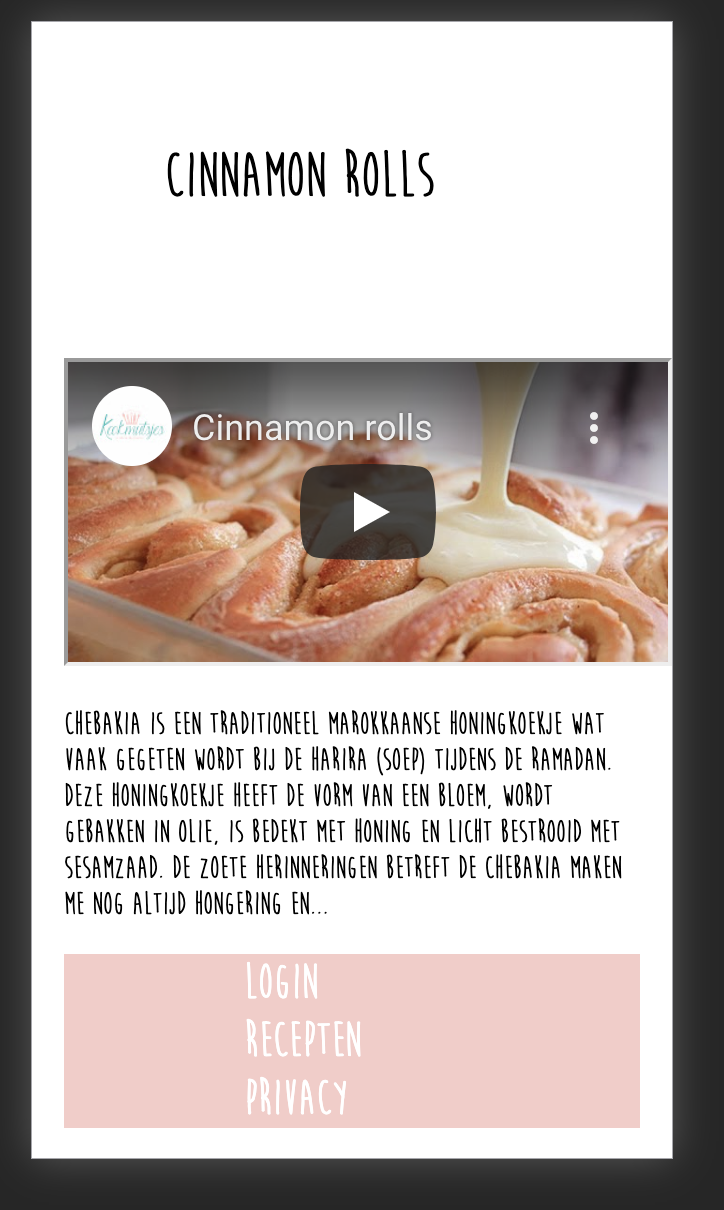 CINNAMON ROLLS
Kookmutsjes
Cinnamon rolls
CHEBAKIA IS EEN TRADITIONEEL MAROKKAANSE HONINGKOEKJE WAT
VAAK GEGETEN WORDT BIJ DE HARIRA (SOEP) TIJDENS DE RAMADAN.
DEZE HONINGKOEKJE HEEFT DE VORM VAN EEN BLOEM, WORDT
GEBAKKEN IN OLIE, IS BEDEKT MET HONING EN LICHT BESTROOID MET
SESAMZAAD. DE ZOETE HERINNERINGEN BETREFT DE CHEBAKIA MAKEN
ME NOG ALTIJD HONGERING EN...
LOGIN
RECEPTEN
PRIVACY